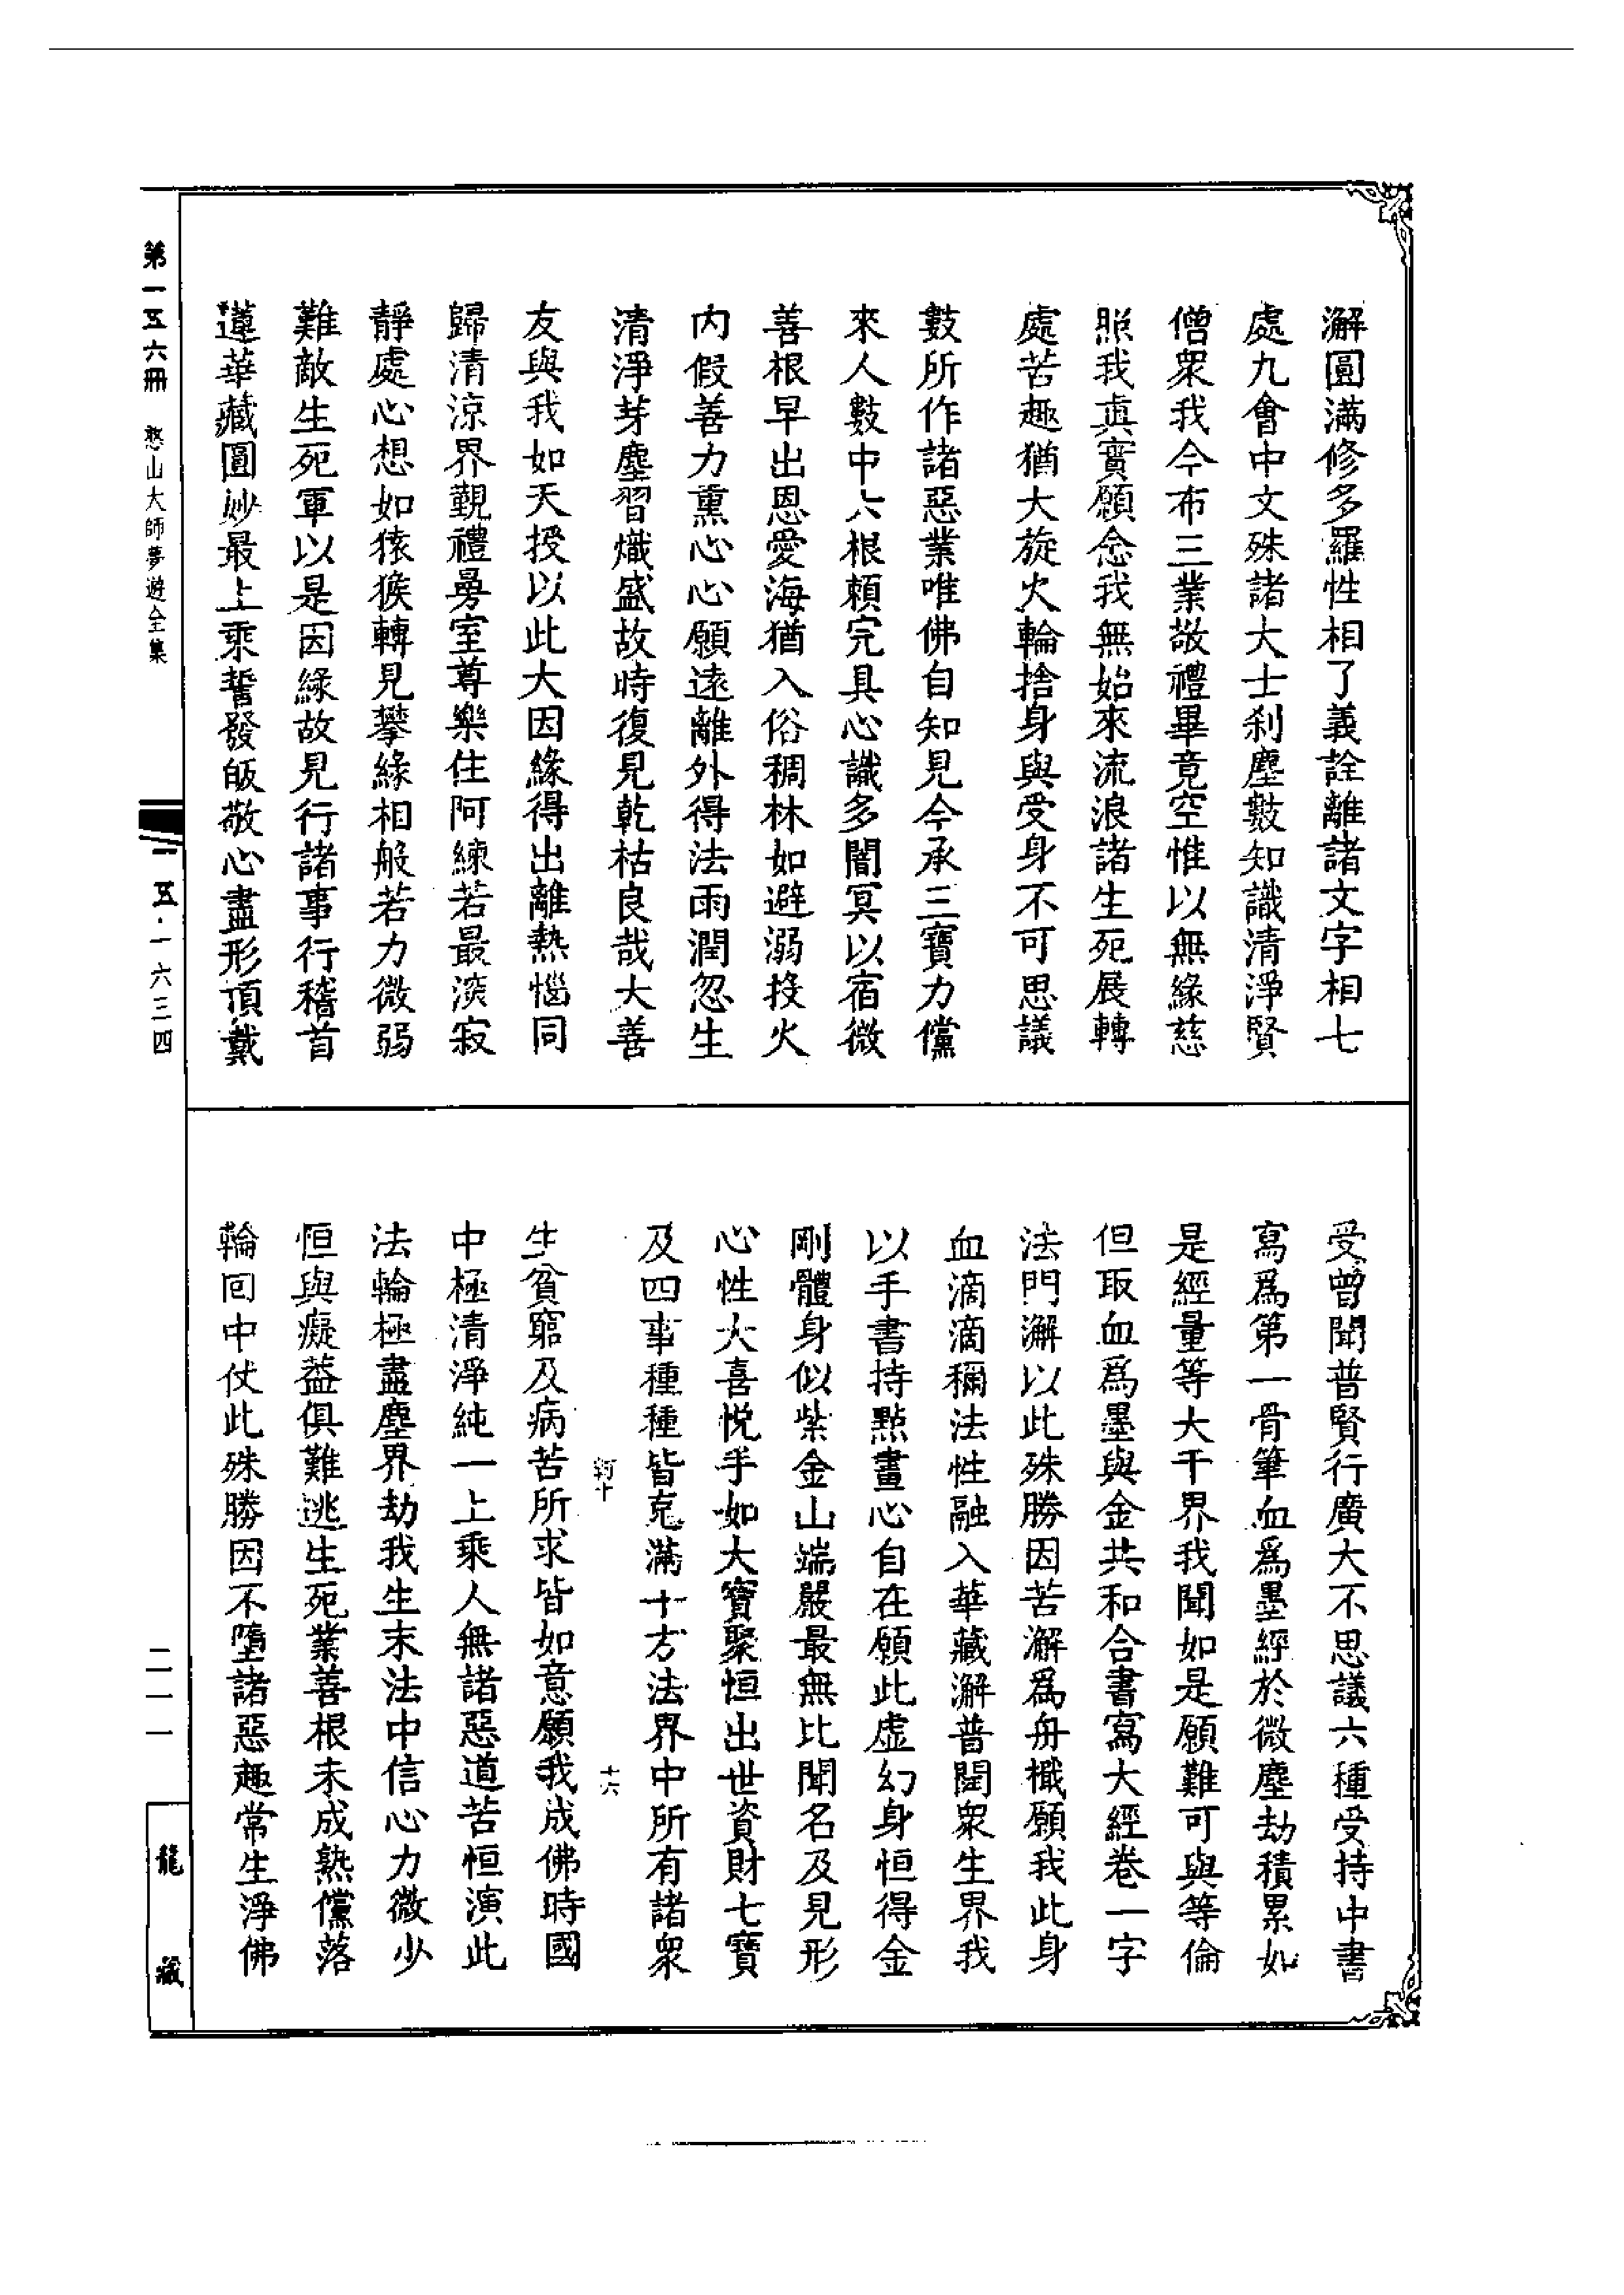 澥圓滿修多羅性相了義詮離諸文字相七
處九會中文殊諸大士刹塵數知識清淨賢
僧眾我今布三業敬禮畢竟空惟以無緣慈
照我真實願念我無始來流浪諸生死展轉
處苦趣猶大旋火輪捨身與受身不可思議
數所作諸惡業唯佛自知見今承三寶力儻
來人數中六根頼完具心識多闇冥以宿微
善根早出恩愛海猶入俗稠林如避溺投火
内假善力熏心心願遠離外得法雨潤忽生
清淨芽塵習熾盛故時復見乾枯良哉大善
友與我如天授以此大因緣得出離熱惱同
歸清涼界覲禮曼室尊樂住阿練若最深寂
靜處心想如猿猴轉見攀緣相般若力微弱
難敵生死軍以是因緣故見行諸事行稽首
蓮華藏圓妙最上乘誓發皈敬心盡形頂戴
受曾聞普賢行廣大不思議六種受持中書
寫爲第一骨筆血爲墨經於微塵劫積累如
是經量等大千界我聞如是願難可與等倫
但取血爲墨與金共和合書寫大經卷一字
法門澥以此殊勝因苦澥爲舟檝願我此身
血滴滴稱法性融入華藏澥普閏眾生界我
以手書持點畫心自在願此虛幻身恒得金
剛體身似紫金山端嚴最無比聞名及見形
心性大喜悅手如大寶聚恒出世資財七寶
及四事種種皆充滿十方法界中所有諸眾
十六
生貧窮及病苦所求皆如意願我成佛時國
中極清淨純一上乘人無諸惡道苦恒演此
法輪極盡塵界劫我生末法中信心力微少
恒與癡葢俱難逃生死業善根未成熟儻落
輪回中仗此殊勝因不墮諸惡趣常生淨佛
第一五六冊 憨山大師夢遊全集
一五·一六三四
二一一
龍藏